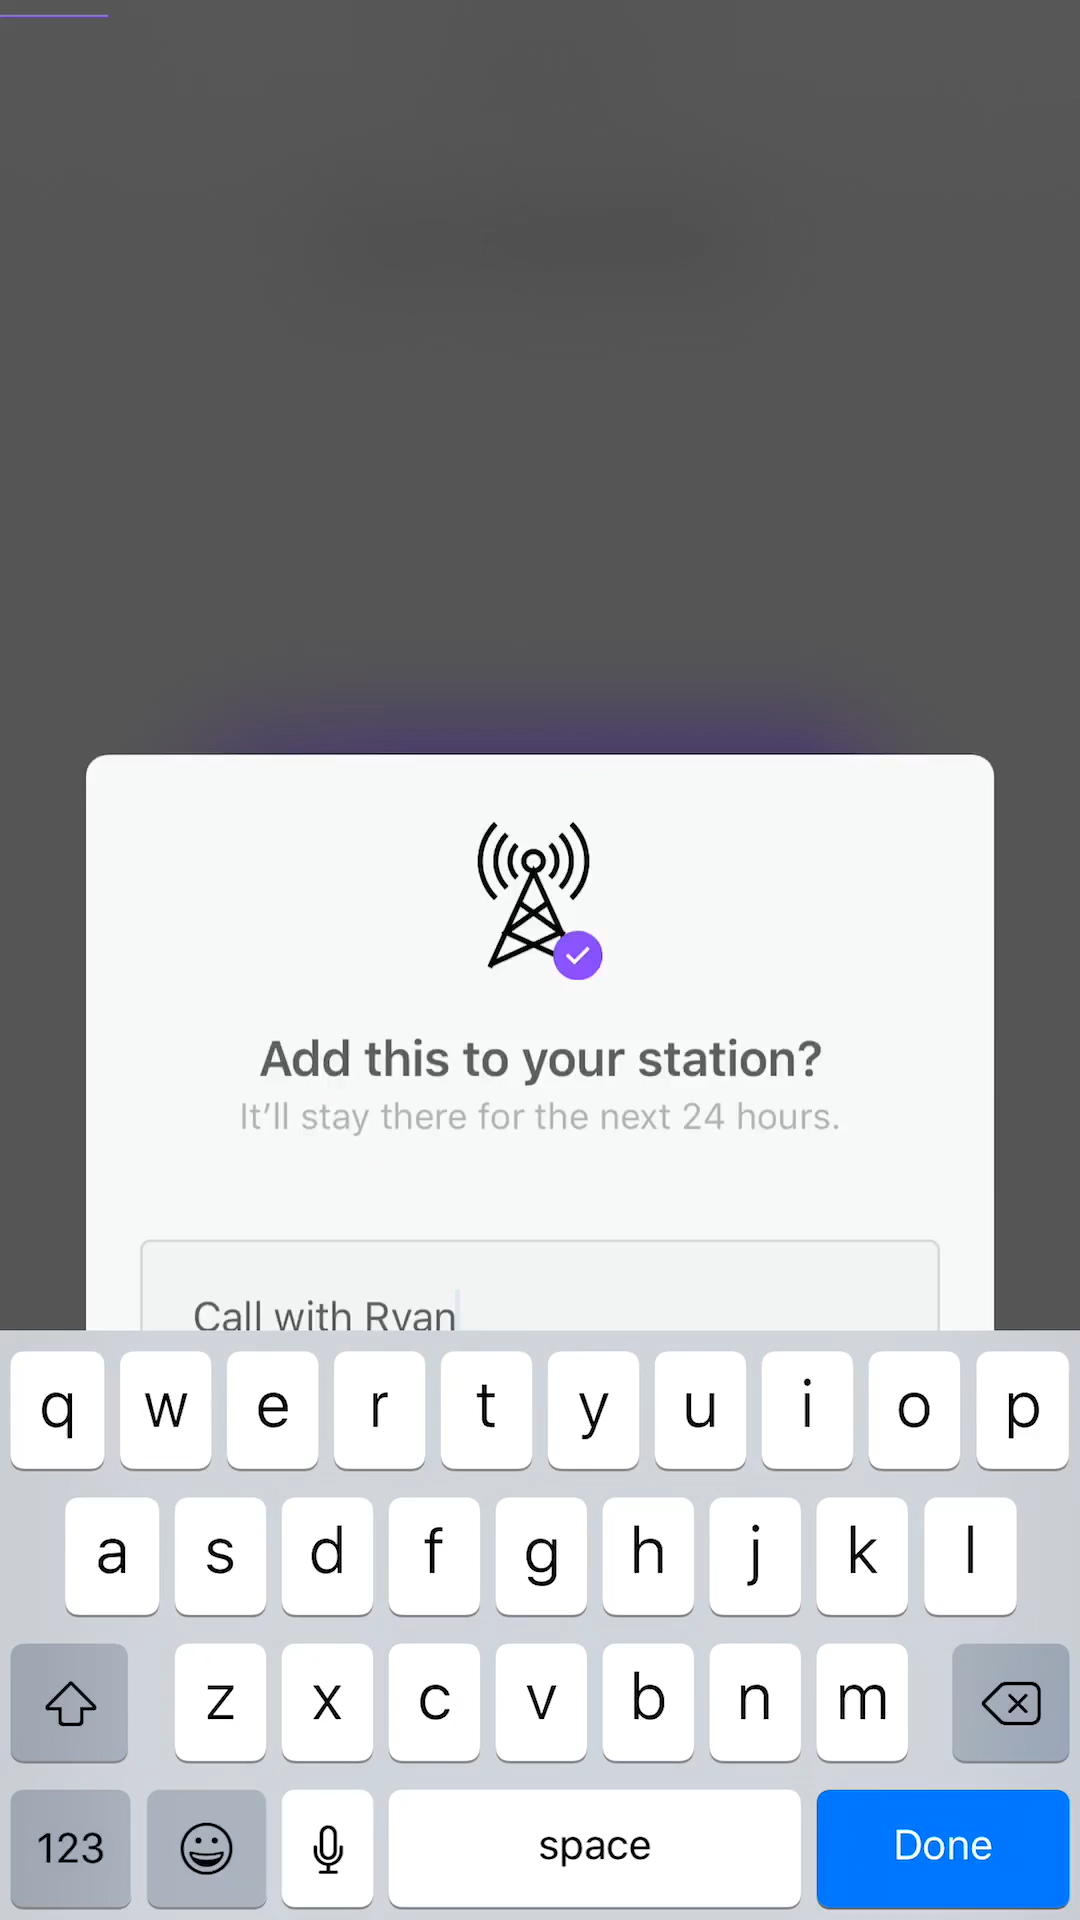 Add this to your station?
It’ll stay there for the next 24 hours.
Call with Ryan
q w e r t y u i o p
a s d f g h j k l
z x c v b n m
123 space Done